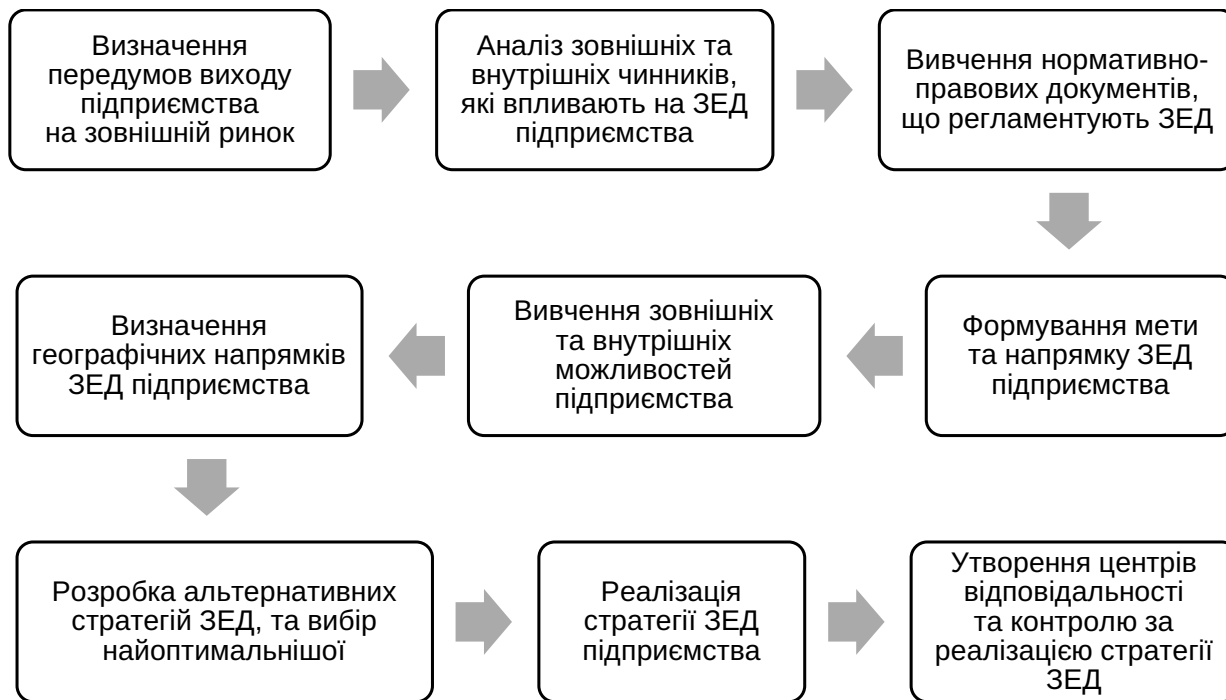 Визначення
передумов виходу
підприємства
на зовнішній ринок
Аналіз зовнішніх та
внутрішніх чинників,
які впливають на ЗЕД
підприємства
Вивчення нормативно-
правових документів,
що регламентують ЗЕД
Формування мети
та напрямку ЗЕД
підприємства
Вивчення зовнішніх
та внутрішніх
можливостей
підприємства
Визначення
географічних напрямків
ЗЕД підприємства
Розробка альтернативних
стратегій ЗЕД, та вибір
найоптимальнішої
Реалізація
стратегії ЗЕД
підприємства
Утворення центрів
відповідальності
та контролю за
реалізацією стратегії
ЗЕД